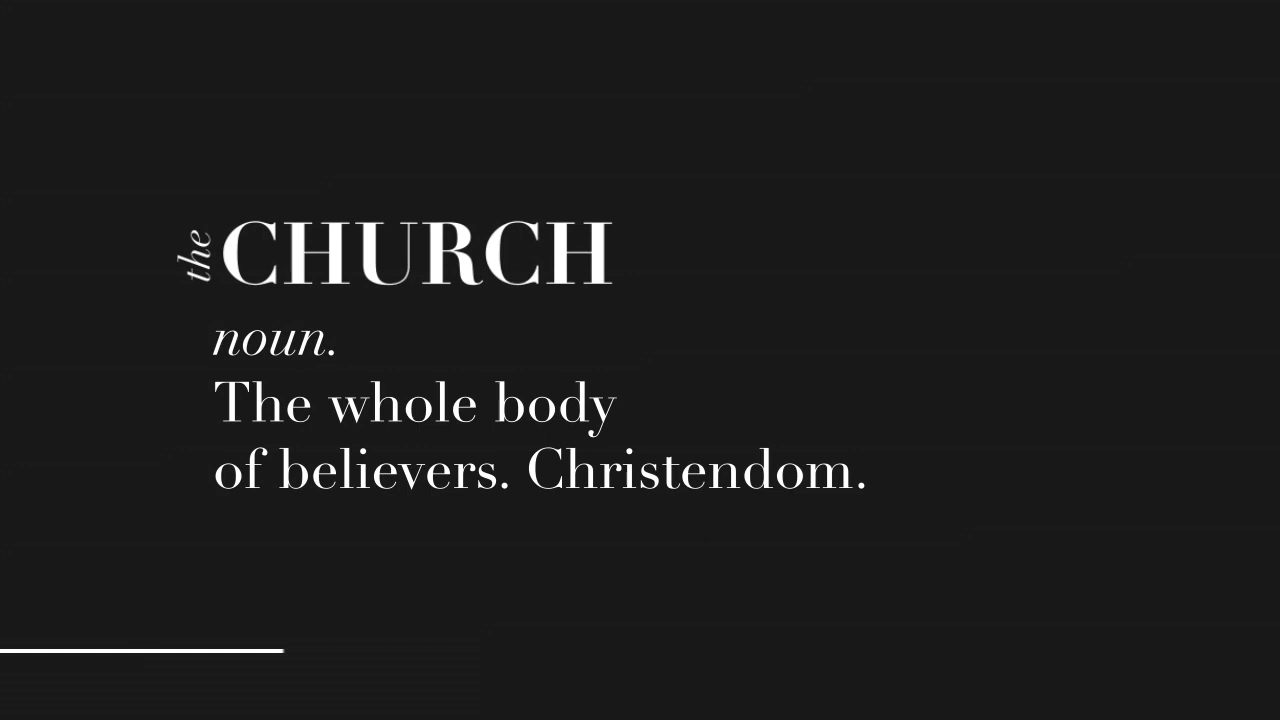 the CHURCH
noun.
The whole body
of believers. Christendom.